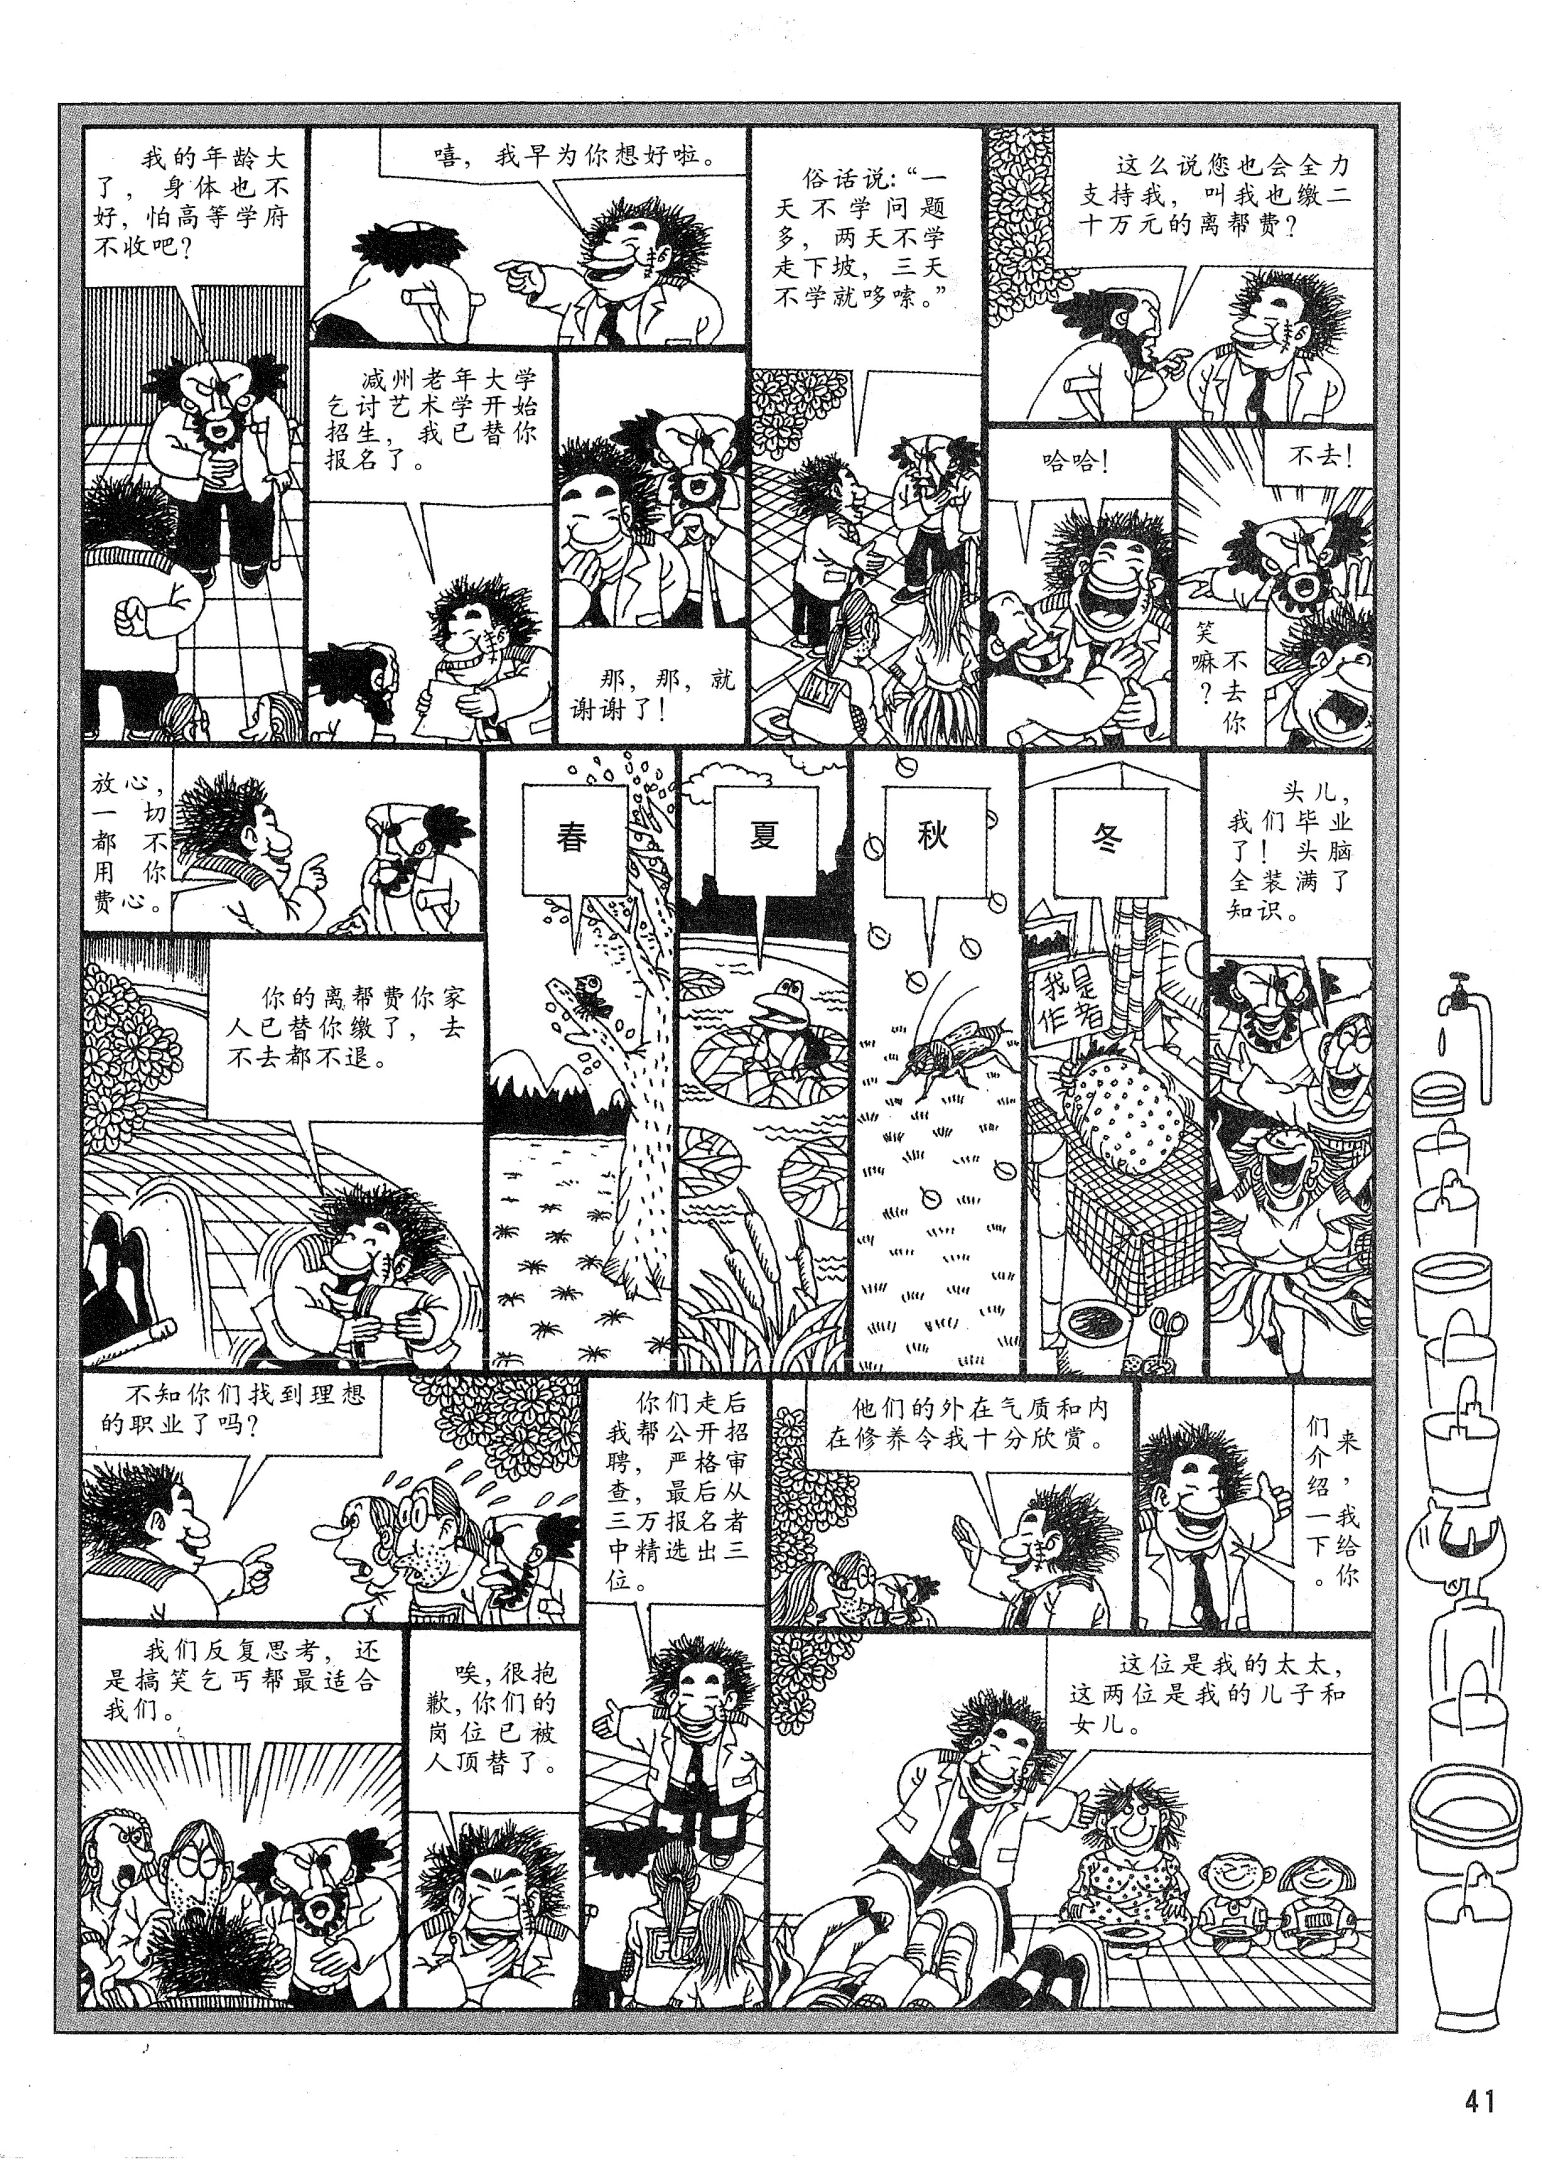 我的年龄大
了，身体也不
好，怕高等学府
不收吧？
嘻，我早为你想好啦。
减州老年大学
乞讨艺术学开始
招生，我已替你
报名了。
那，那，就
谢谢了！
俗话说：“一
天不学问题
多，两天不学
走下坡，三天
不学就哆嗦。”
这么说您也会全力
支持我，叫我也缴二
十万元的离帮费？
哈哈！
不去！
不去你
笑嘛？
放心，
一切
都不
用你
费心。
你的离帮费你家
人已替你缴了，去
不去都不退。
春
夏
秋
冬
我是
作者
头儿，
我们毕业
了！头脑
全装满了
知识。
不知你们找到理想
的职业了吗？
我们反复思考，还
是搞笑乞丐帮最适合
我们。
唉，很抱
歉，你们的
岗位已被
人顶替了。
你们走后
我帮公开招
聘，严格审
查，最后从
三万报名者
中精选出三
位。
他们的外在气质和内
在修养令我十分欣赏。
来，我给你
们介绍一下。
这位是我的太太，
这两位是我的儿子和
女儿。
41